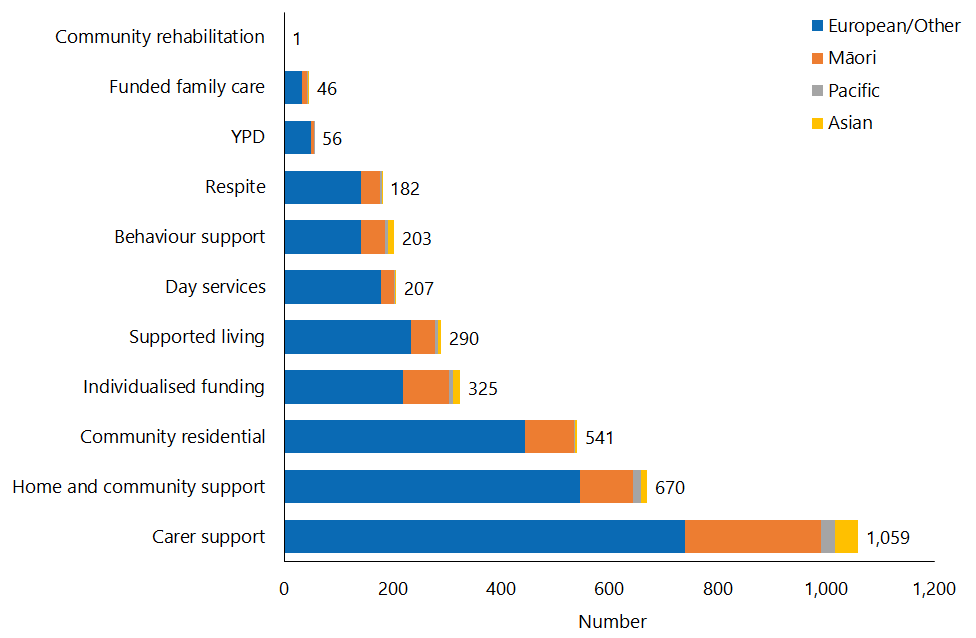 European/Other
Māori
Pacific
Asian
Community rehabilitation 1
Funded family care 46
YPD 56
Respite 182
Behaviour support 203
Day services 207
Supported living 290
Individualised funding 325
Community residential 541
Home and community support 670
Carer support 1,059
0 200 400 600 800 1,000 1,200
Number